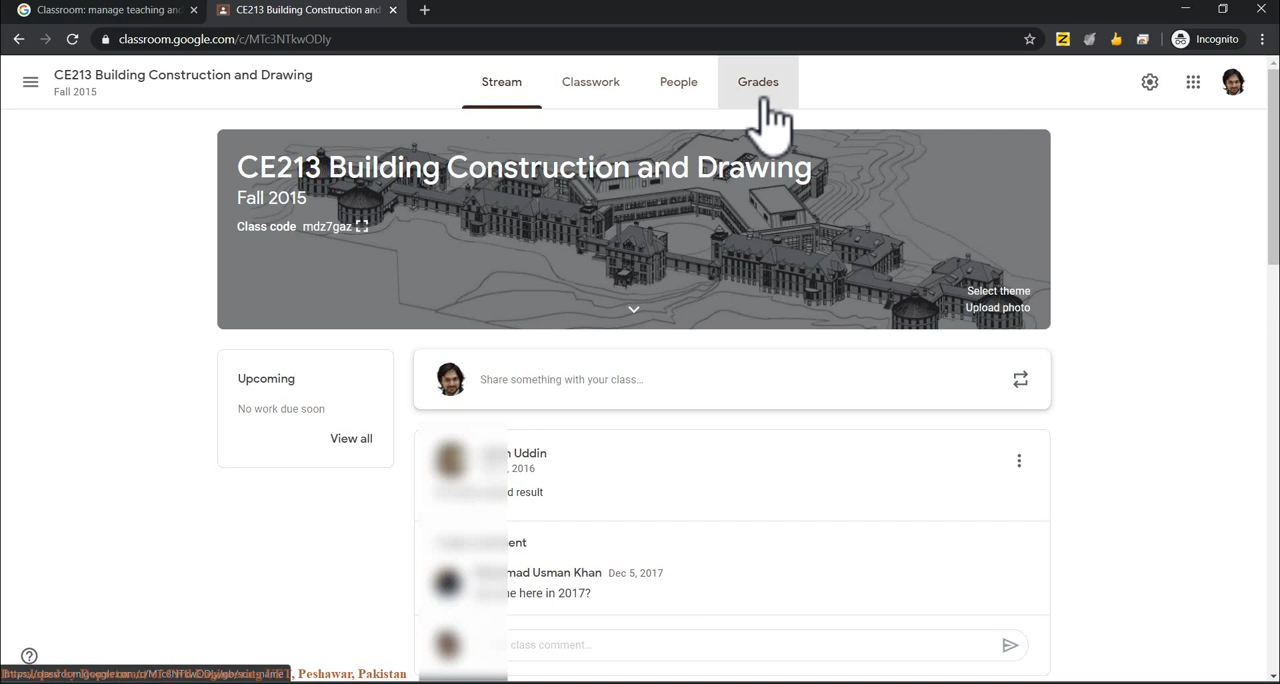 Classroom: manage teaching and
CE213 Building Construction and
classroom.google.com/c/MTc3NTkwODIy
Incognito
CE213 Building Construction and Drawing
Fall 2015
Stream
Classwork
People
Grades
CE213 Building Construction and Drawing
Fall 2015
Class code mdz7gaz
Select theme
Upload photo
Upcoming
No work due soon
View all
Share something with your class...
Uddin
, 2016
d result
Usman Khan Dec 5, 2017
here in 2017?
class comment...
, Peshawar, Pakistan